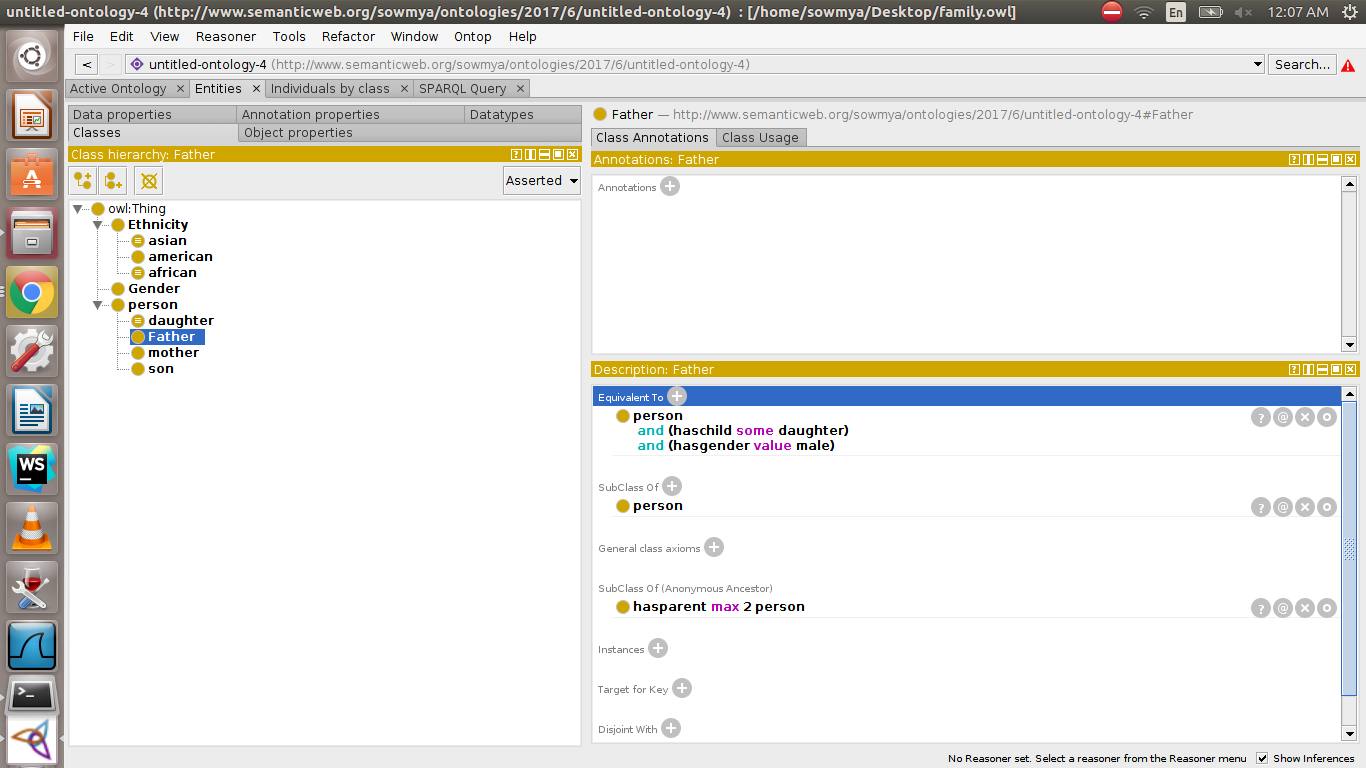 untitled-ontology-4 (http://www.semanticweb.org/sowmya/ontologies/2017/6/untitled-ontology-4) : [/home/sowmya/Desktop/family.owl]
En
12:07 AM
File Edit View Reasoner Tools Refactor Window Ontop Help
< > untitled-ontology-4 (http://www.semanticweb.org/sowmya/ontologies/2017/6/untitled-ontology-4) Search...
Active Ontology × Entities × Individuals by class × SPARQL Query ×
Data properties Annotation properties Datatypes
Classes Object properties
Class hierarchy: Father
Asserted
owl:Thing
Ethnicity
asian
american
african
Gender
person
daughter
Father
mother
son
Father — http://www.semanticweb.org/sowmya/ontologies/2017/6/untitled-ontology-4#Father
Class Annotations Class Usage
Annotations: Father
Annotations
Description: Father
Equivalent To
person
and (haschild some daughter)
and (hasgender value male)
SubClass Of
person
General class axioms
SubClass Of (Anonymous Ancestor)
hasparent max 2 person
Instances
Target for Key
Disjoint With
No Reasoner set. Select a reasoner from the Reasoner menu Show Inferences
WS